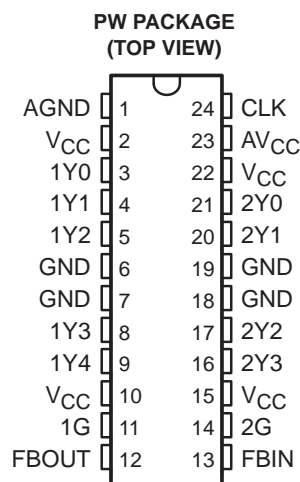 PW PACKAGE
(TOP VIEW)
AGND 1 24 CLK
VCC 2 23 AVCC
1Y0 3 22 VCC
1Y1 4 21 2Y0
1Y2 5 20 2Y1
GND 6 19 GND
GND 7 18 GND
1Y3 8 17 2Y2
1Y4 9 16 2Y3
VCC 10 15 VCC
1G 11 14 2G
FBOUT 12 13 FBIN